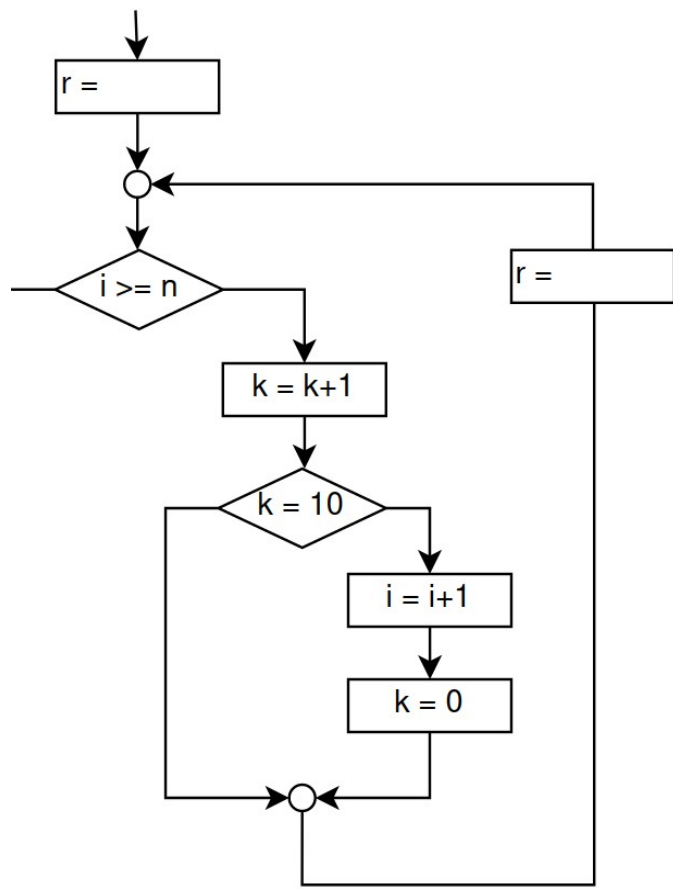 r =
i >= n
r =
k = k+1
k = 10
i = i+1
k = 0